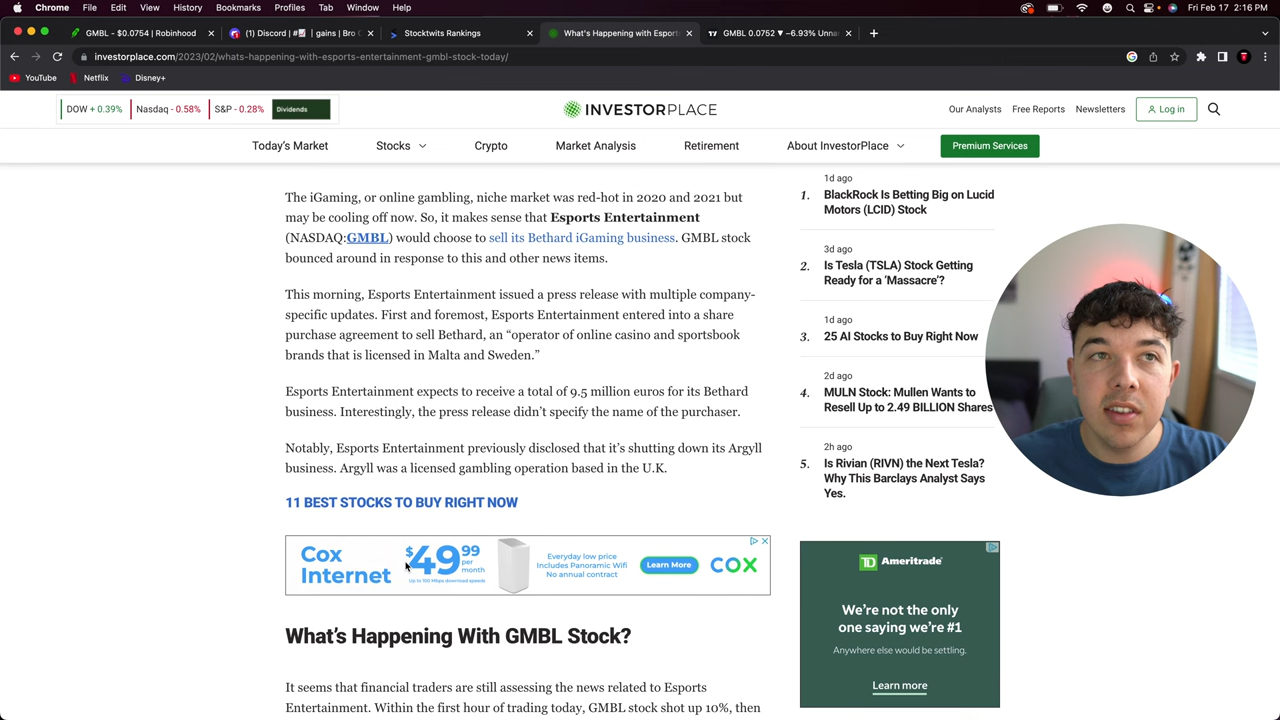 Chrome File Edit View History Bookmarks Profiles Tab Window Help Fri Feb 17 2:16 PM
GMBL - $0.0754 | Robinhood (1) Discord | #📈 | gains | Bro C Stocktwits Rankings What's Happening with Esport GMBL 0.0752 ▼ −6.93% Unna
investorplace.com/2023/02/whats-happening-with-esports-entertainment-gmbl-stock-today/
YouTube Netflix Disney+
DOW + 0.39% Nasdaq - 0.58% S&P - 0.28% Dividends
INVESTORPLACE
Our Analysts Free Reports Newsletters Log in
Today's Market Stocks Crypto Market Analysis Retirement About InvestorPlace Premium Services
The iGaming, or online gambling, niche market was red-hot in 2020 and 2021 but
may be cooling off now. So, it makes sense that Esports Entertainment
(NASDAQ:GMBL) would choose to sell its Bethard iGaming business. GMBL stock
bounced around in response to this and other news items.
This morning, Esports Entertainment issued a press release with multiple company-
specific updates. First and foremost, Esports Entertainment entered into a share
purchase agreement to sell Bethard, an “operator of online casino and sportsbook
brands that is licensed in Malta and Sweden.”
Esports Entertainment expects to receive a total of 9.5 million euros for its Bethard
business. Interestingly, the press release didn’t specify the name of the purchaser.
Notably, Esports Entertainment previously disclosed that it’s shutting down its Argyll
business. Argyll was a licensed gambling operation based in the U.K.
11 BEST STOCKS TO BUY RIGHT NOW
Cox
Internet
$49 99
per
month
Up to 100 Mbps download speeds
Everyday low price
Includes Panoramic Wifi
No annual contract
Learn More
COX
What’s Happening With GMBL Stock?
It seems that financial traders are still assessing the news related to Esports
Entertainment. Within the first hour of trading today, GMBL stock shot up 10%, then
1d ago
1. BlackRock Is Betting Big on Lucid
Motors (LCID) Stock
3d ago
2. Is Tesla (TSLA) Stock Getting
Ready for a ‘Massacre’?
1d ago
3. 25 AI Stocks to Buy Right Now
2d ago
4. MULN Stock: Mullen Wants to
Resell Up to 2.49 BILLION Shares
2h ago
5. Is Rivian (RIVN) the Next Tesla?
Why This Barclays Analyst Says
Yes.
TD Ameritrade
We’re not the only
one saying we’re #1
Anywhere else would be settling.
Learn more